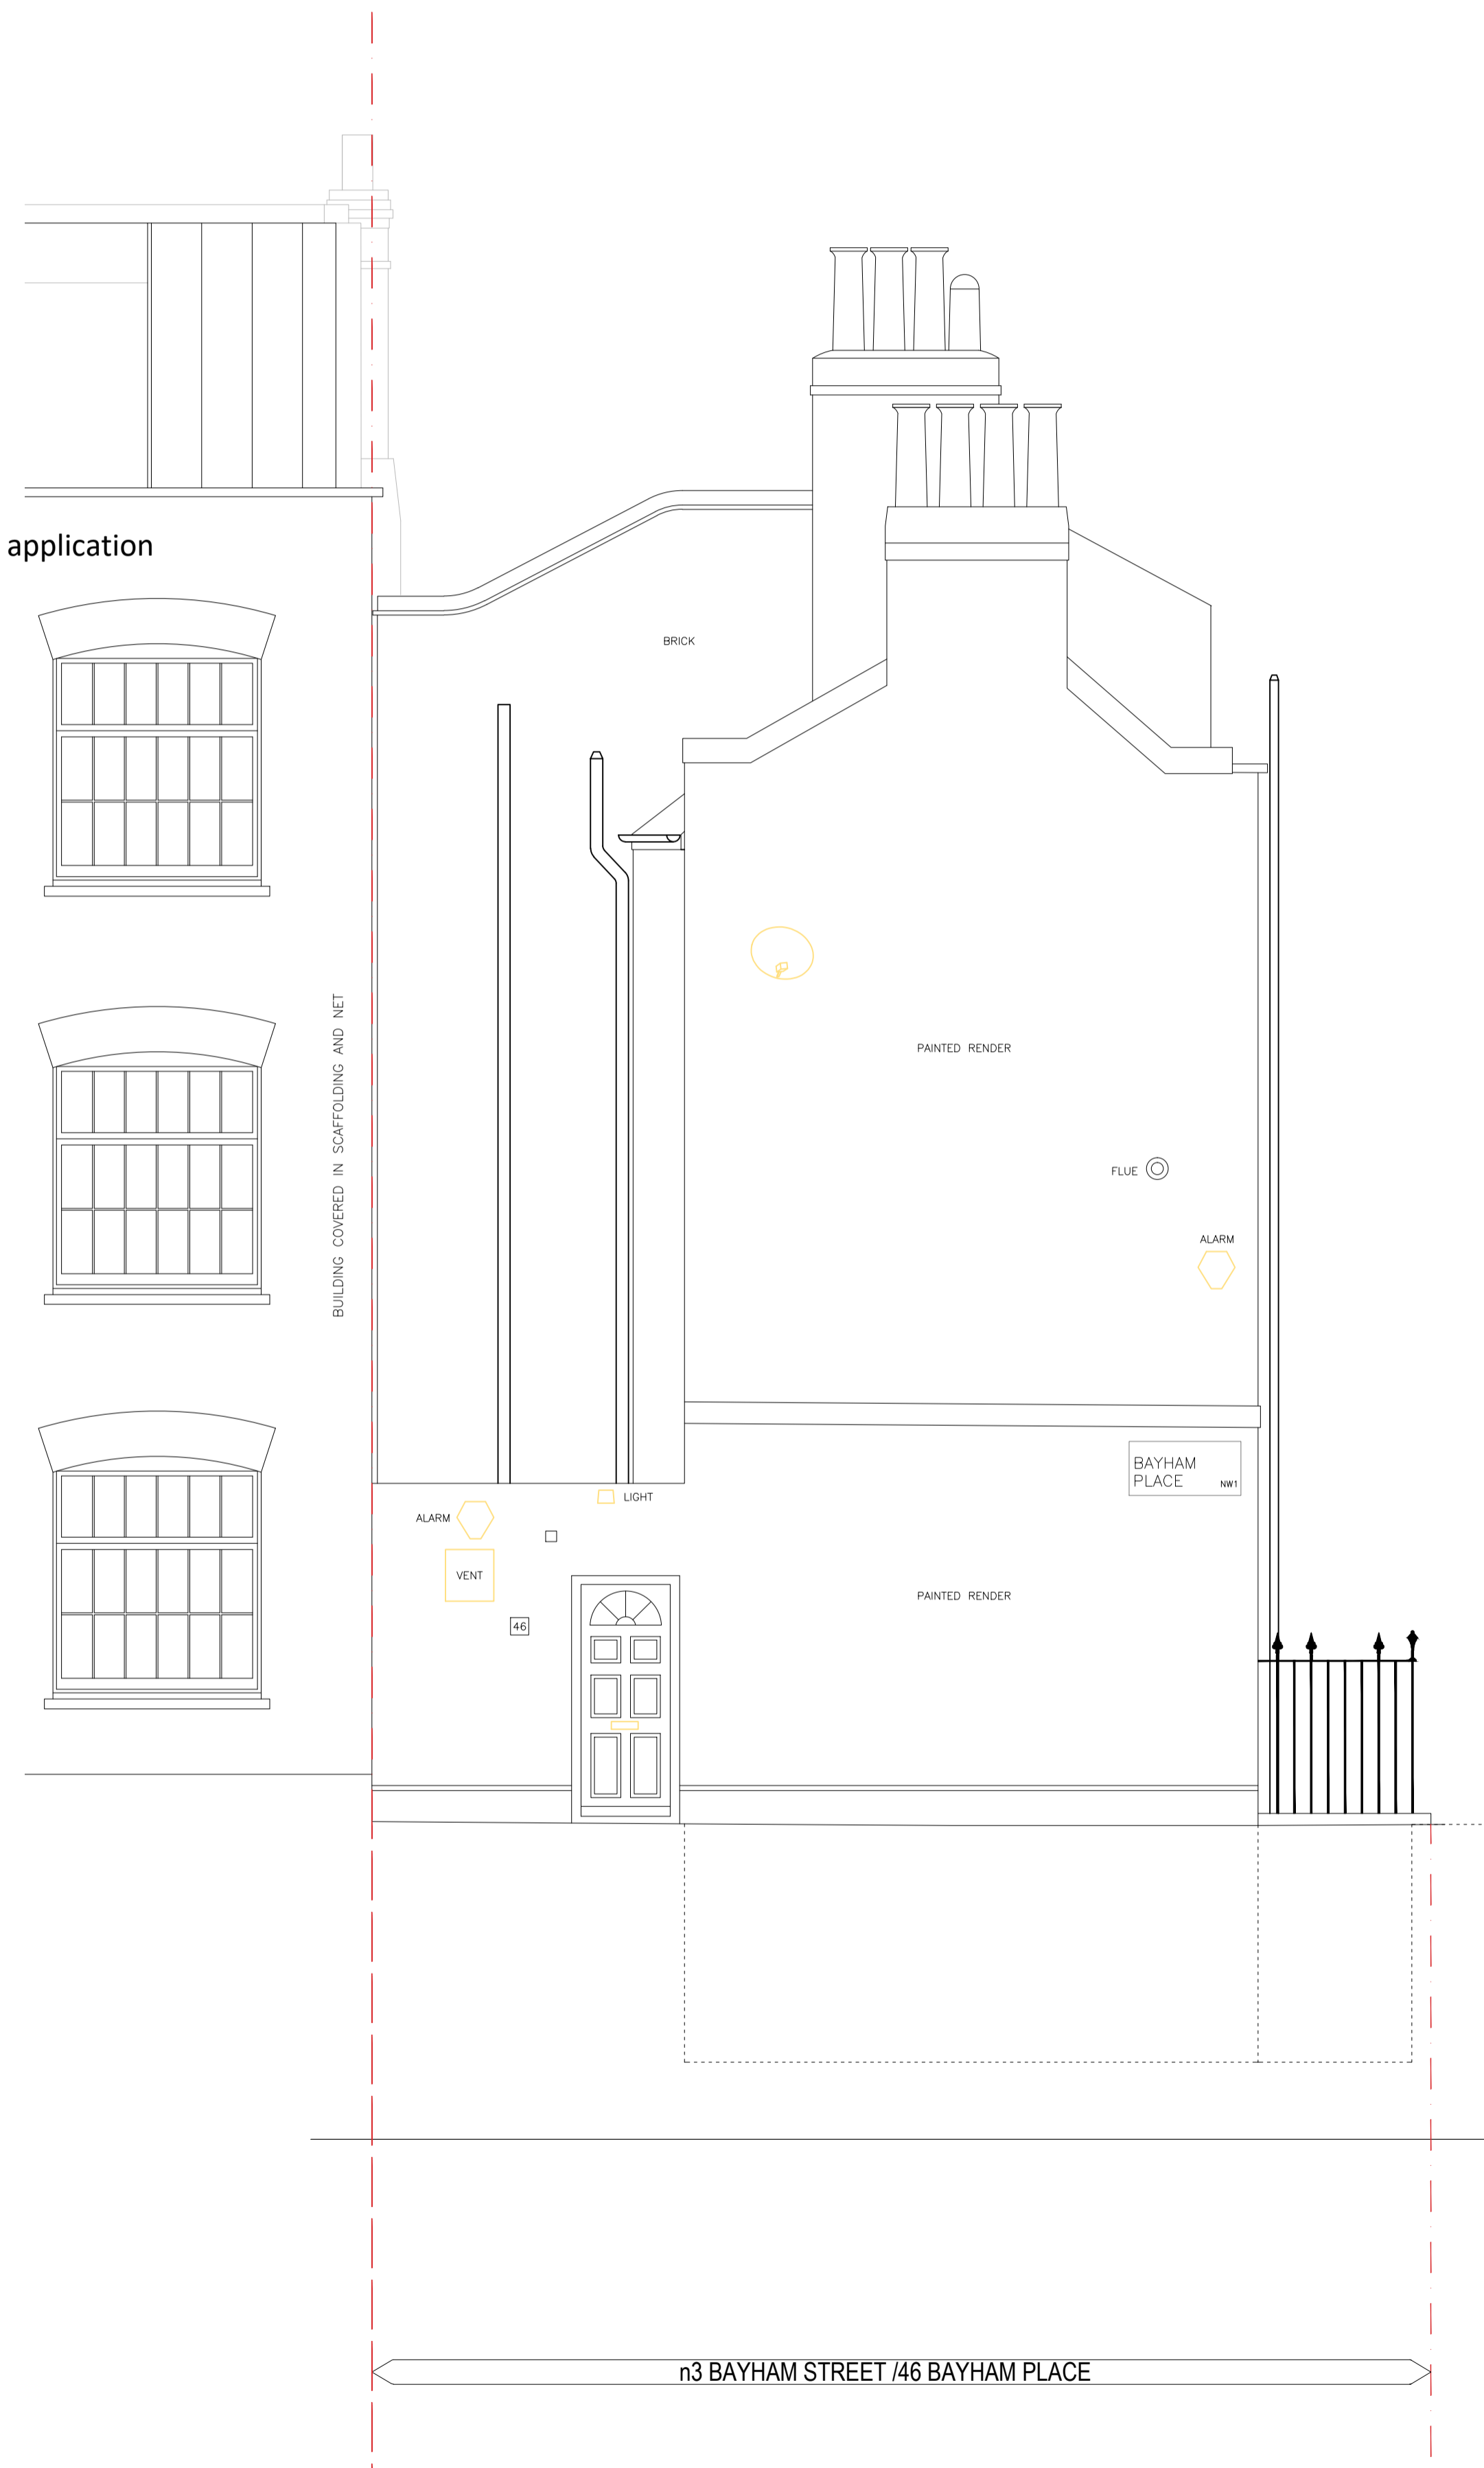 application
BRICK
BUILDING COVERED IN SCAFFOLDING AND NET
PAINTED RENDER
FLUE
ALARM
BAYHAM
PLACE NW1
LIGHT
ALARM
VENT
PAINTED RENDER
46
n3 BAYHAM STREET /46 BAYHAM PLACE